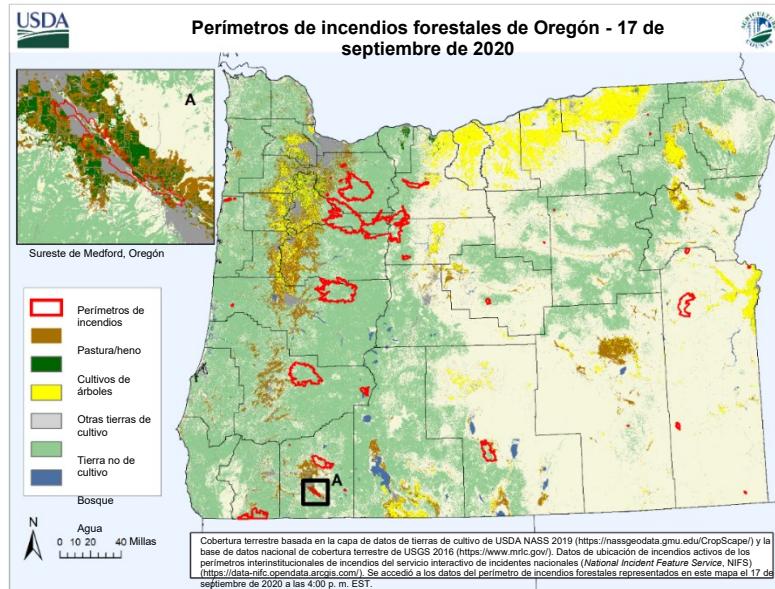 USDA
Perímetros de incendios forestales de Oregón - 17 de
septiembre de 2020
AGRICULTURE
COUNTS
A
Sureste de Medford, Oregón
Perímetros de
incendios
Pastura/heno
Cultivos de
árboles
Otras tierras de
cultivo
Tierra no de
cultivo
Bosque
Agua
A
N
0 10 20 40 Millas
Cobertura terrestre basada en la capa de datos de tierras de cultivo de USDA NASS 2019 (https://nassgeodata.gmu.edu/CropScape/) y la
base de datos nacional de cobertura terrestre de USGS 2016 (https://www.mrlc.gov/). Datos de ubicación de incendios activos de los
perímetros interinstitucionales de incendios del servicio interactivo de incidentes nacionales (National Incident Feature Service, NIFS)
(https://data-nifc.opendata.arcgis.com/). Se accedió a los datos del perímetro de incendios forestales representados en este mapa el 17 de
septiembre de 2020 a las 4:00 p. m. EST.